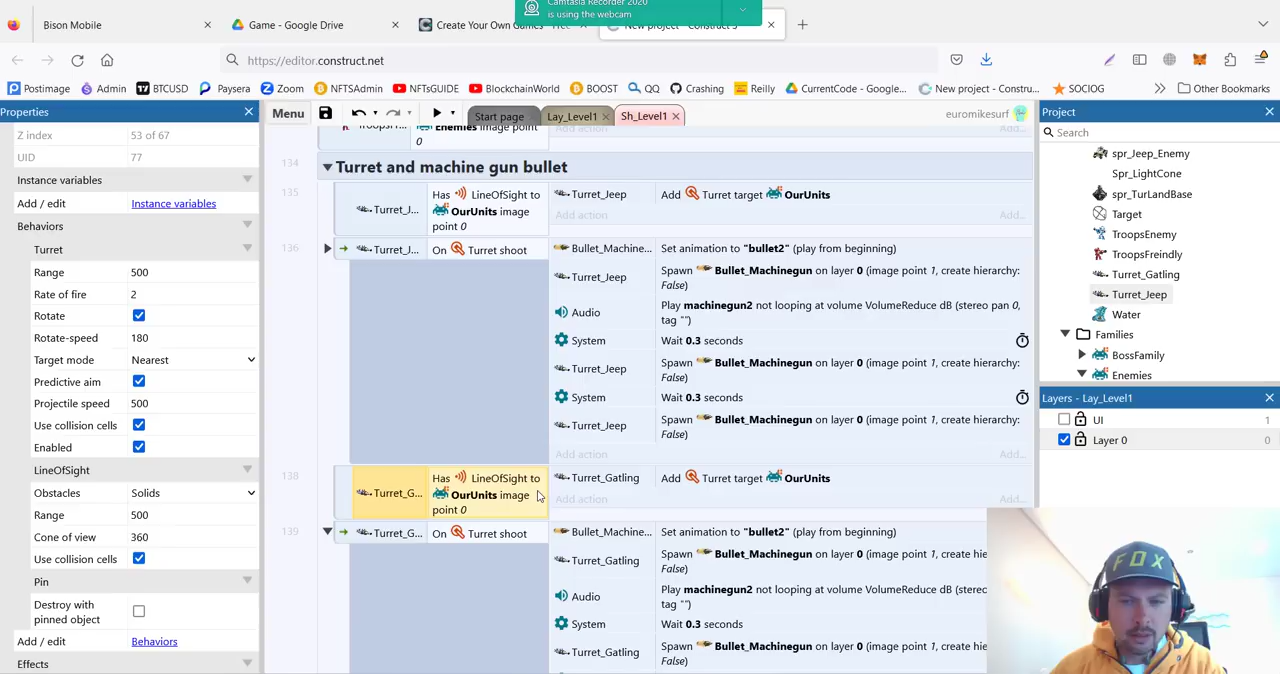 Camtasia Recorder 2020
is using the webcam
Bison Mobile
Game - Google Drive
Create Your Own Games - Free
New project - Construct 3
https://editor.construct.net
Postimage
Admin
BTCUSD
Paysera
Zoom
NFTSAdmin
NFTsGUIDE
BlockchainWorld
BOOST
QQ
Crashing
Reilly
CurrentCode - Google...
New project - Constru...
SOCIOG
Other Bookmarks
Properties
Menu
Start page
Lay_Level1
Sh_Level1
euromikesurf
Project
Z index 53 of 67
UID 77
Instance variables
Add / edit Instance variables
Behaviors
Turret
Range 500
Rate of fire 2
Rotate
Rotate-speed 180
Target mode Nearest
Predictive aim
Projectile speed 500
Use collision cells
Enabled
LineOfSight
Obstacles Solids
Range 500
Cone of view 360
Use collision cells
Pin
Destroy with
pinned object
Add / edit Behaviors
Effects
Enemies image point
0
Add...
134 Turret and machine gun bullet
135 Turret_J... Has LineOfSight to
OurUnits image
point 0
Turret_Jeep Add Turret target OurUnits
Add action Add...
136 Turret_J... On Turret shoot
Bullet_Machine... Set animation to "bullet2" (play from beginning)
Turret_Jeep Spawn Bullet_Machinegun on layer 0 (image point 1, create hierarchy:
False)
Audio Play machinegun2 not looping at volume VolumeReduce dB (stereo pan 0,
tag "")
System Wait 0.3 seconds
Turret_Jeep Spawn Bullet_Machinegun on layer 0 (image point 1, create hierarchy:
False)
System Wait 0.3 seconds
Turret_Jeep Spawn Bullet_Machinegun on layer 0 (image point 1, create hierarchy:
False)
Add action Add...
138 Turret_G... Has LineOfSight to
OurUnits image
point 0
Turret_Gatling Add Turret target OurUnits
Add action Add...
139 Turret_G... On Turret shoot
Bullet_Machine... Set animation to "bullet2" (play from beginning)
Turret_Gatling Spawn Bullet_Machinegun on layer 0 (image point 1, create hie
False)
Audio Play machinegun2 not looping at volume VolumeReduce dB (stereo
tag "")
System Wait 0.3 seconds
Turret_Gatling Spawn Bullet_Machinegun on layer 0 (image point 1, create hie
False)
Search
spr_Jeep_Enemy
Spr_LightCone
spr_TurLandBase
Target
TroopsEnemy
TroopsFreindly
Turret_Gatling
Turret_Jeep
Water
Families
BossFamily
Enemies
Layers - Lay_Level1
UI 1
Layer 0 0
FOX